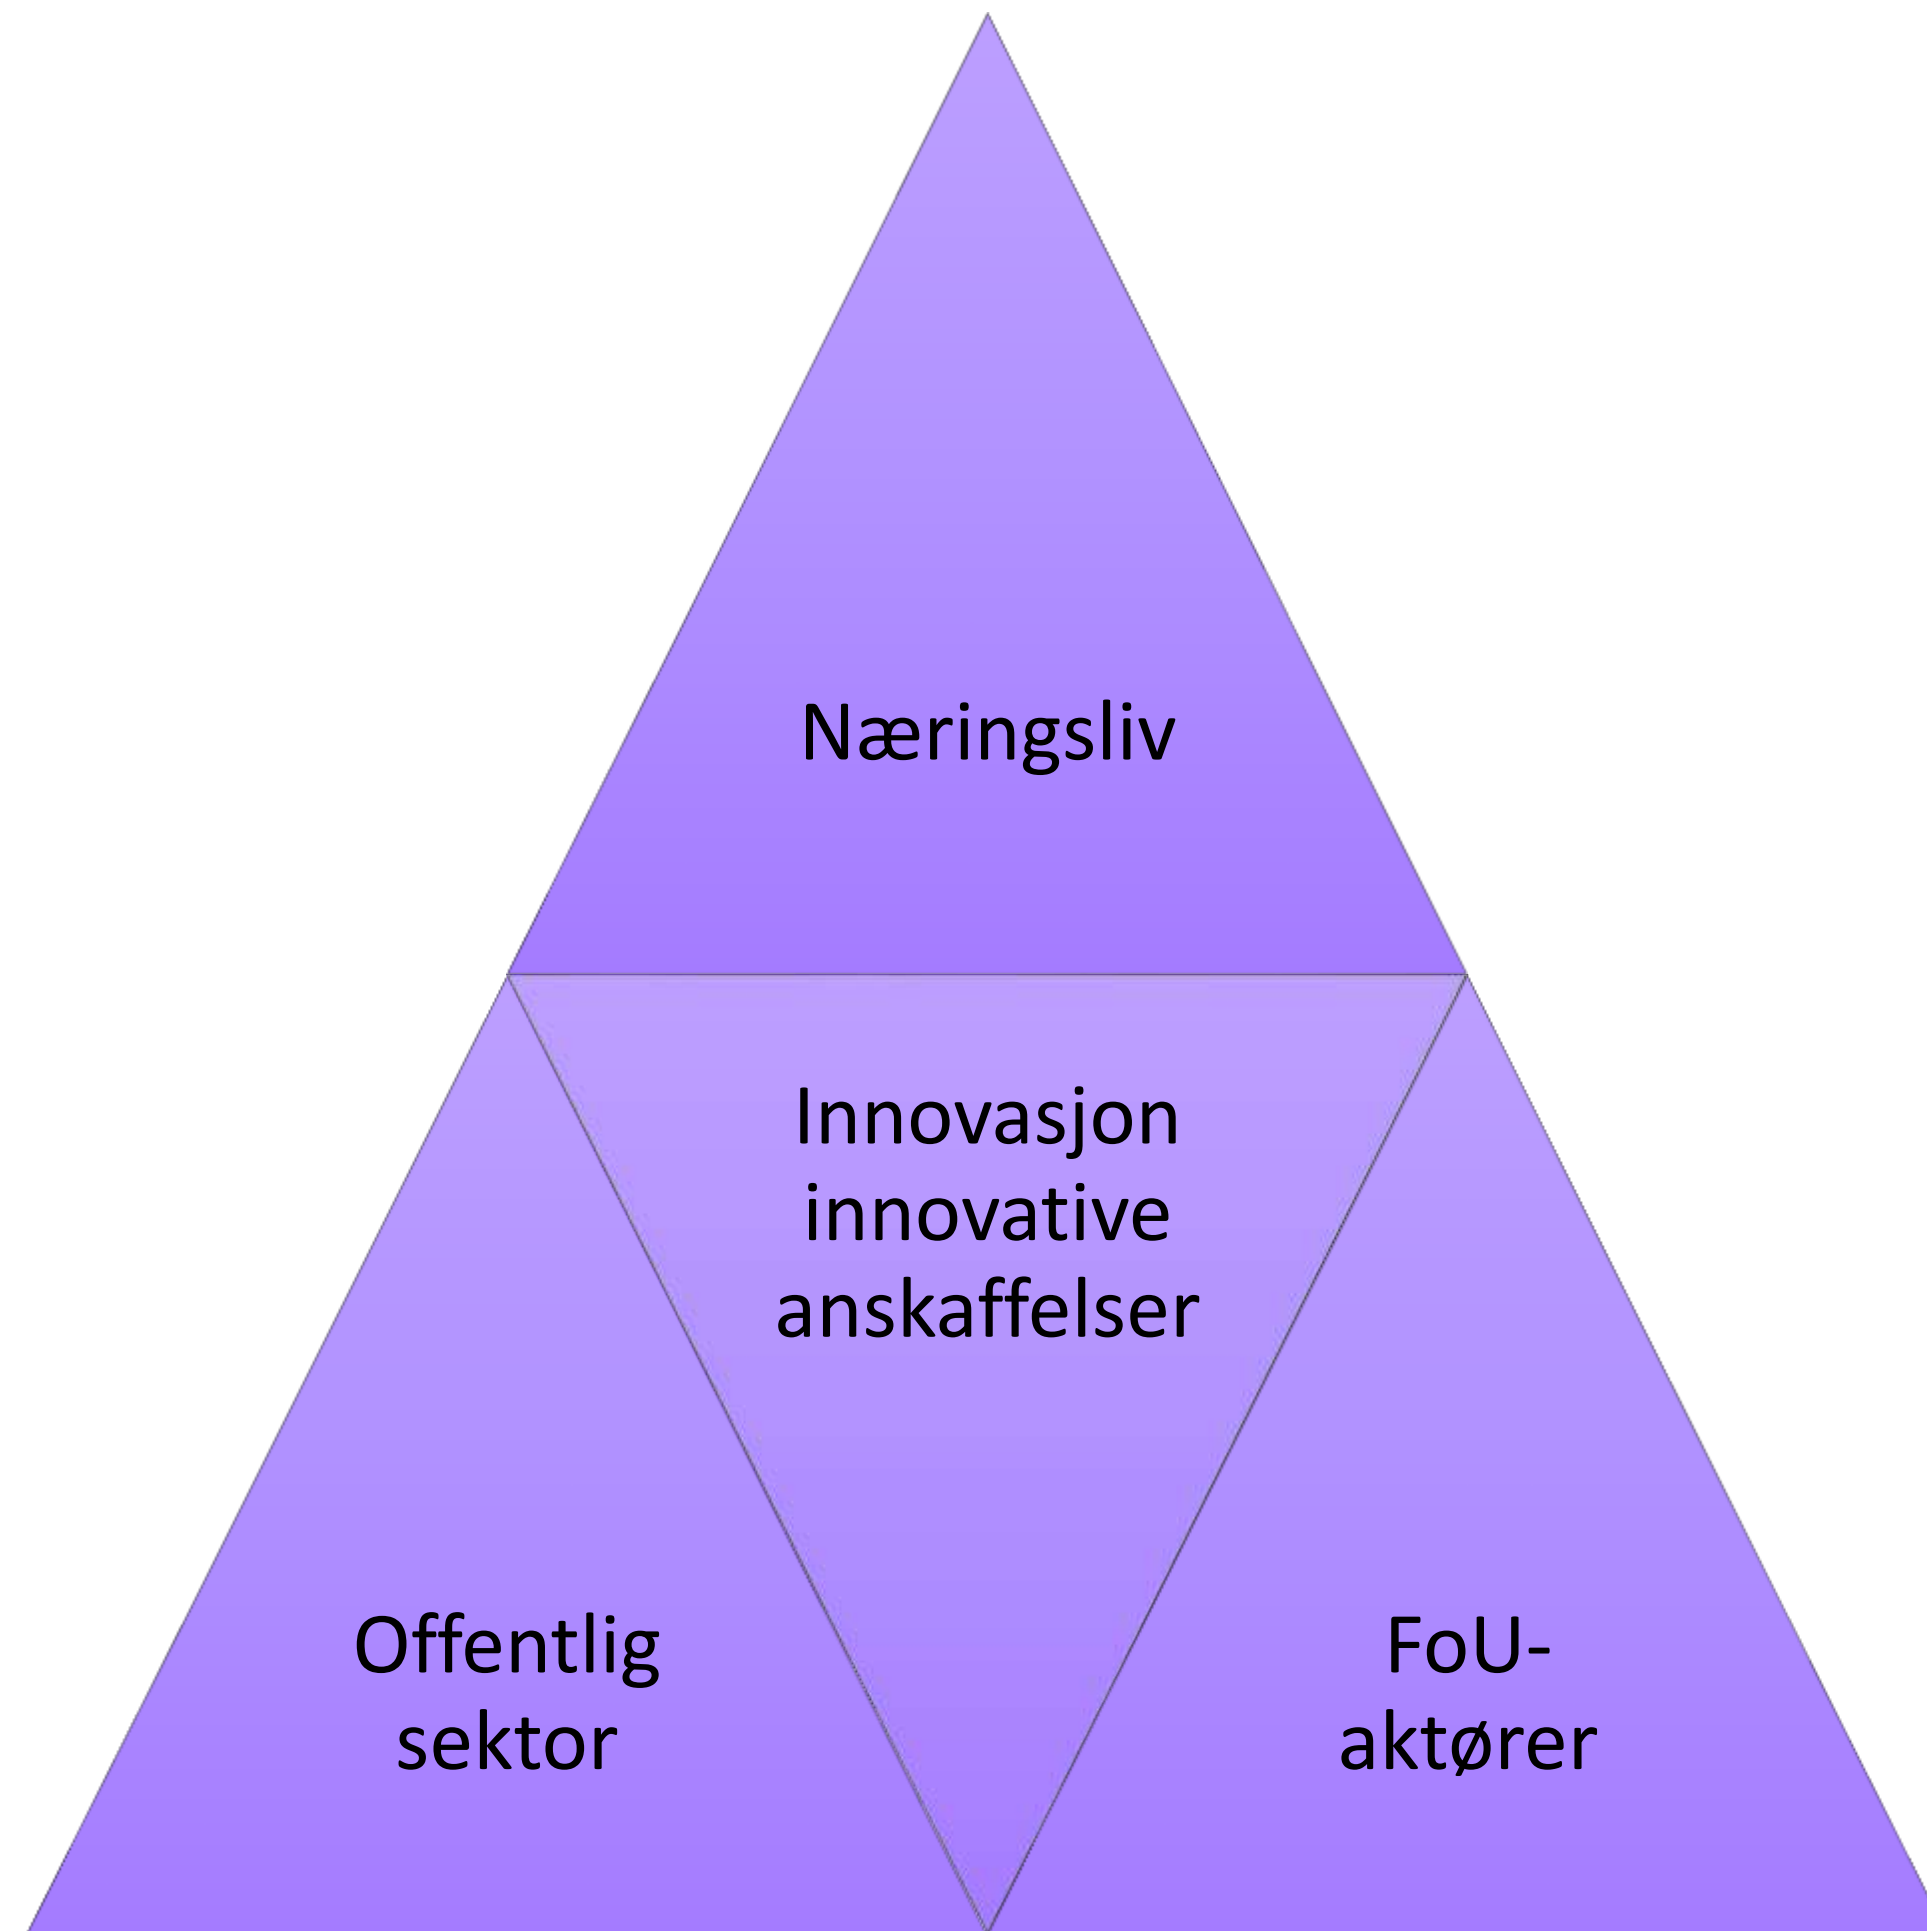 Næringsliv
Innovasjon
innovative
anskaffelser
Offentlig
sektor
FoU-
aktører